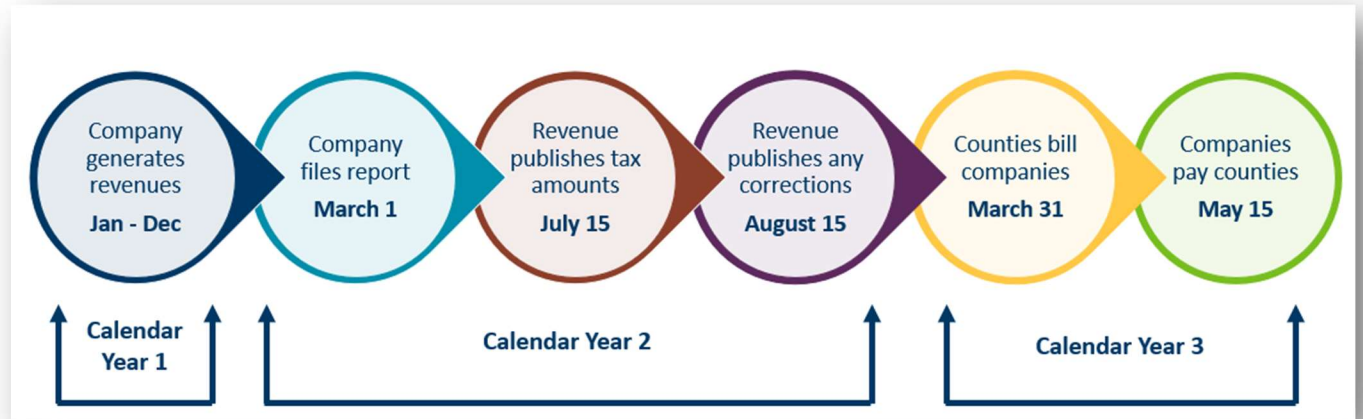 Company
generates
revenues
Jan - Dec
Company
files report
March 1
Revenue
publishes tax
amounts
July 15
Revenue
publishes any
corrections
August 15
Counties bill
companies
March 31
Companies
pay counties
May 15
Calendar
Year 1
Calendar Year 2
Calendar Year 3